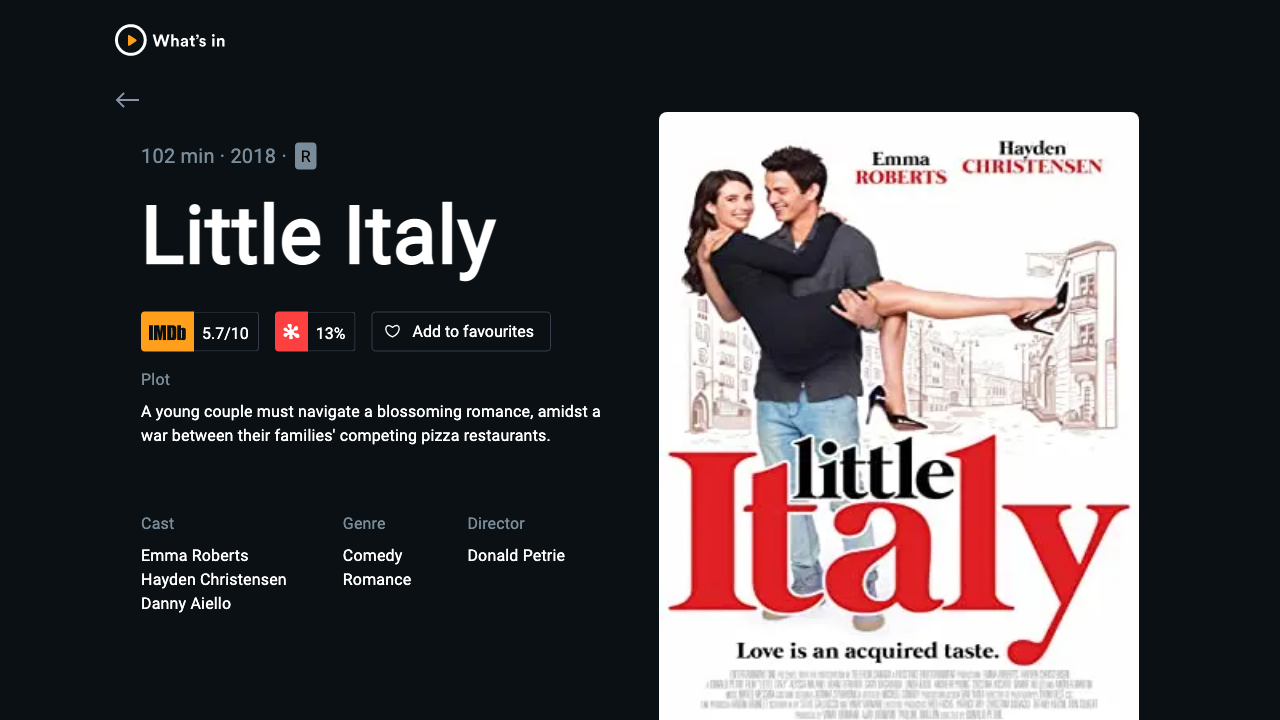 What's in
102 min · 2018 · R
Little Italy
IMDb 5.7/10
13%
Add to favourites
Plot
A young couple must navigate a blossoming romance, amidst a
war between their families' competing pizza restaurants.
Cast
Emma Roberts
Hayden Christensen
Danny Aiello
Genre
Comedy
Romance
Director
Donald Petrie
Emma
ROBERTS
Hayden
CHRISTENSEN
little
Italy
Love is an acquired taste.